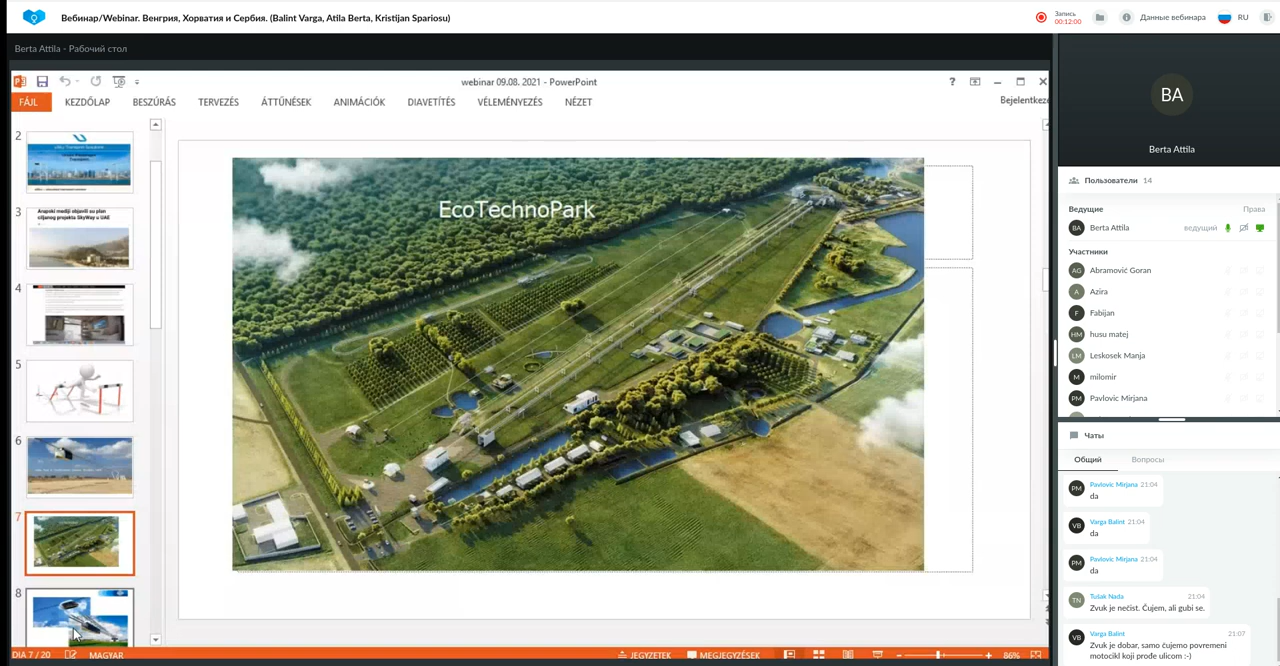 Вебинар/Webinar. Венгрия, Хорватия и Сербия. (Balint Varga, Atila Berta, Kristijan Spariosu)
Запись
00:12:00
Данные вебинара
RU
Berta Attila - Рабочий стол
webinar 09.08. 2021 - PowerPoint
FÁJL KEZDŐLAP BESZÚRÁS TERVEZÉS ÁTTŰNÉSEK ANIMÁCIÓK DIAVETÍTÉS VÉLEMÉNYEZÉS NÉZET
Bejelentkezé
2
3
Arapski mediji objavili su plan
ciljanog projekta SkyWay u UAE
4
5
6
7
8
EcoTechnoPark
DIA 7 / 20 MAGYAR JEGYZETEK MEGJEGYZÉSEK 86%
BA
Berta Attila
Пользователи 14
Ведущие Права
BA Berta Attila ведущий
Участники
AG Abramović Goran
A Azira
F Fabijan
HM husu matej
LM Leskosek Manja
M milomir
PM Pavlovic Mirjana
Чаты
Общий Вопросы
PM Pavlovic Mirjana 21:04
da
VB Varga Balint 21:04
da
PM Pavlovic Mirjana 21:04
da
TN Tušak Nada 21:04
Zvuk je nečist. Čujem, ali gubi se.
VB Varga Balint 21:07
Zvuk je dobar, samo čujemo povremeni
motocikl koji prođe ulicom :-)